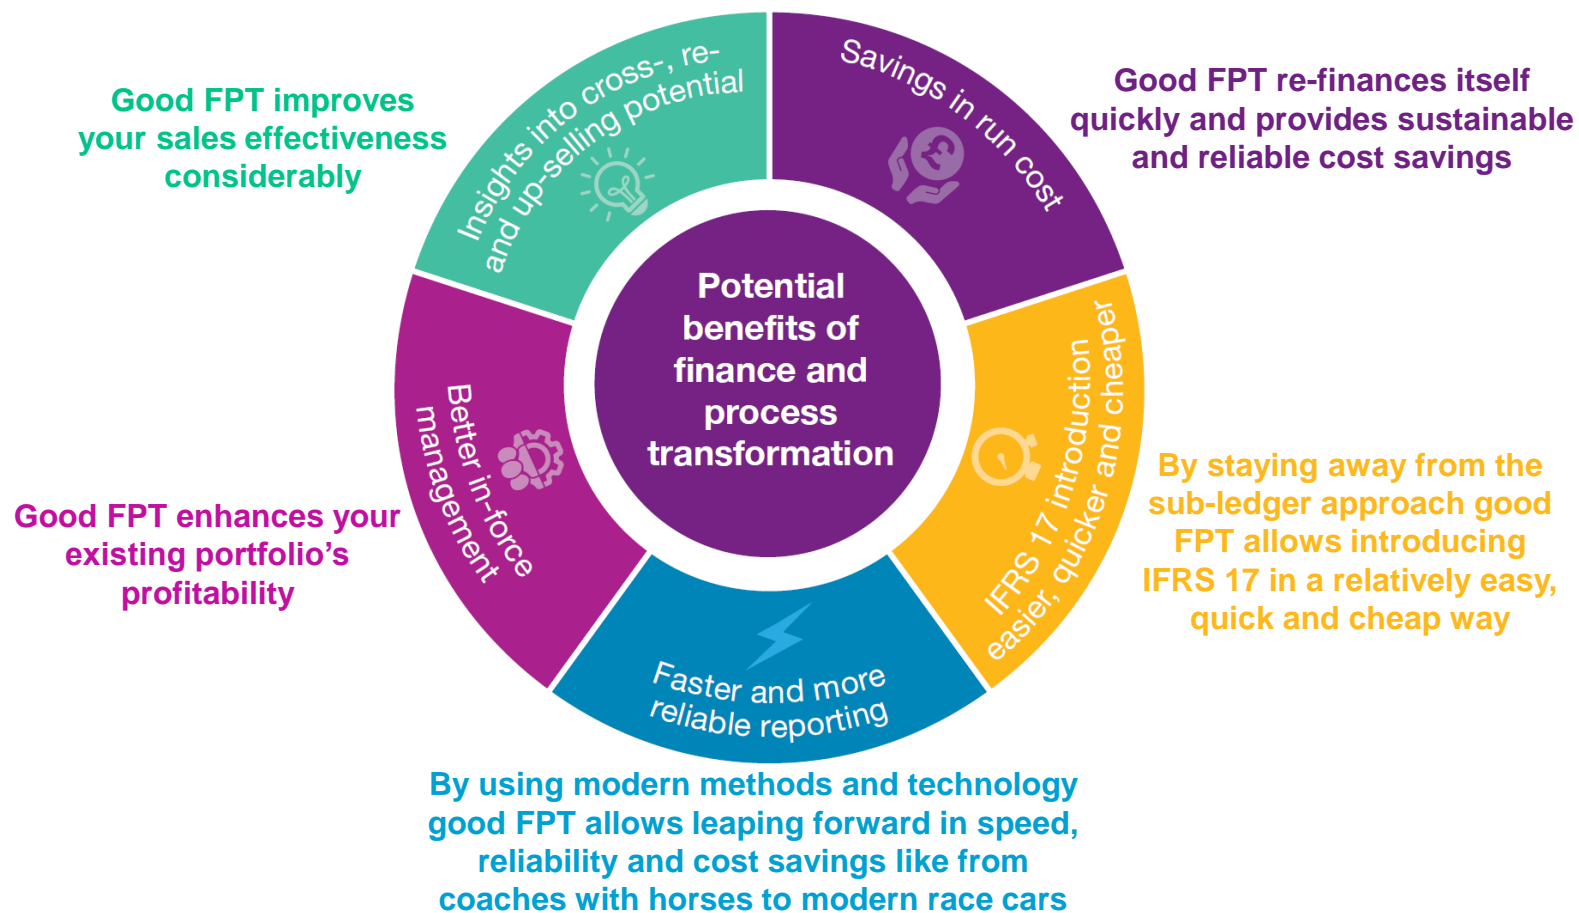 Good FPT improves
your sales effectiveness
considerably
Insights into cross-, re-
and up-selling potential
Savings in run cost
£
Good FPT re-finances itself
quickly and provides sustainable
and reliable cost savings
Potential
benefits of
finance and
process
transformation
IFRS 17 introduction
easier, quicker and cheaper
By staying away from the
sub-ledger approach good
FPT allows introducing
IFRS 17 in a relatively easy,
quick and cheap way
Better in-force
management
Good FPT enhances your
existing portfolio’s
profitability
Faster and more
reliable reporting
By using modern methods and technology
good FPT allows leaping forward in speed,
reliability and cost savings like from
coaches with horses to modern race cars